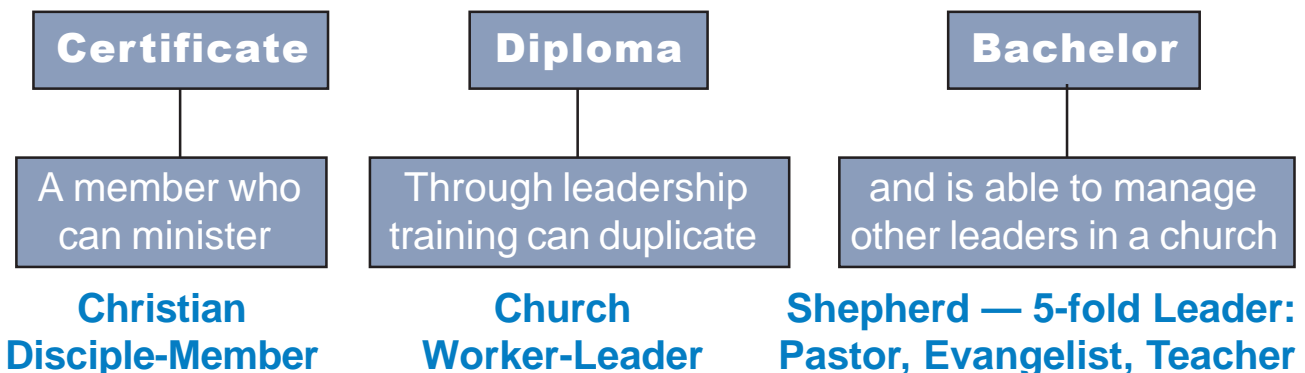 Certificate
A member who
can minister
Christian
Disciple-Member
Diploma
Through leadership
training can duplicate
Church
Worker-Leader
Bachelor
and is able to manage
other leaders in a church
Shepherd — 5-fold Leader:
Pastor, Evangelist, Teacher